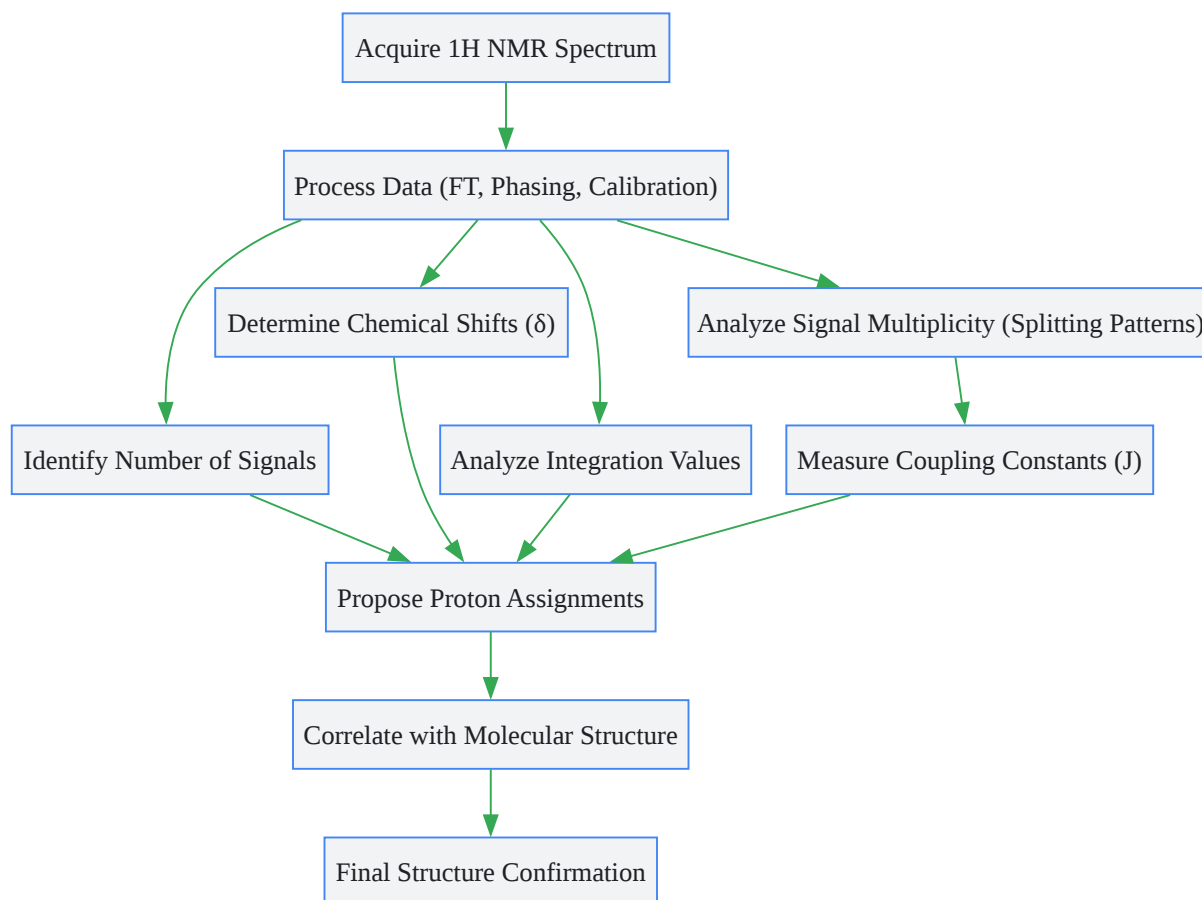 Acquire 1H NMR Spectrum
Process Data (FT, Phasing, Calibration)
Determine Chemical Shifts (δ)
Analyze Signal Multiplicity (Splitting Patterns)
Identify Number of Signals
Analyze Integration Values
Measure Coupling Constants (J)
Propose Proton Assignments
Correlate with Molecular Structure
Final Structure Confirmation